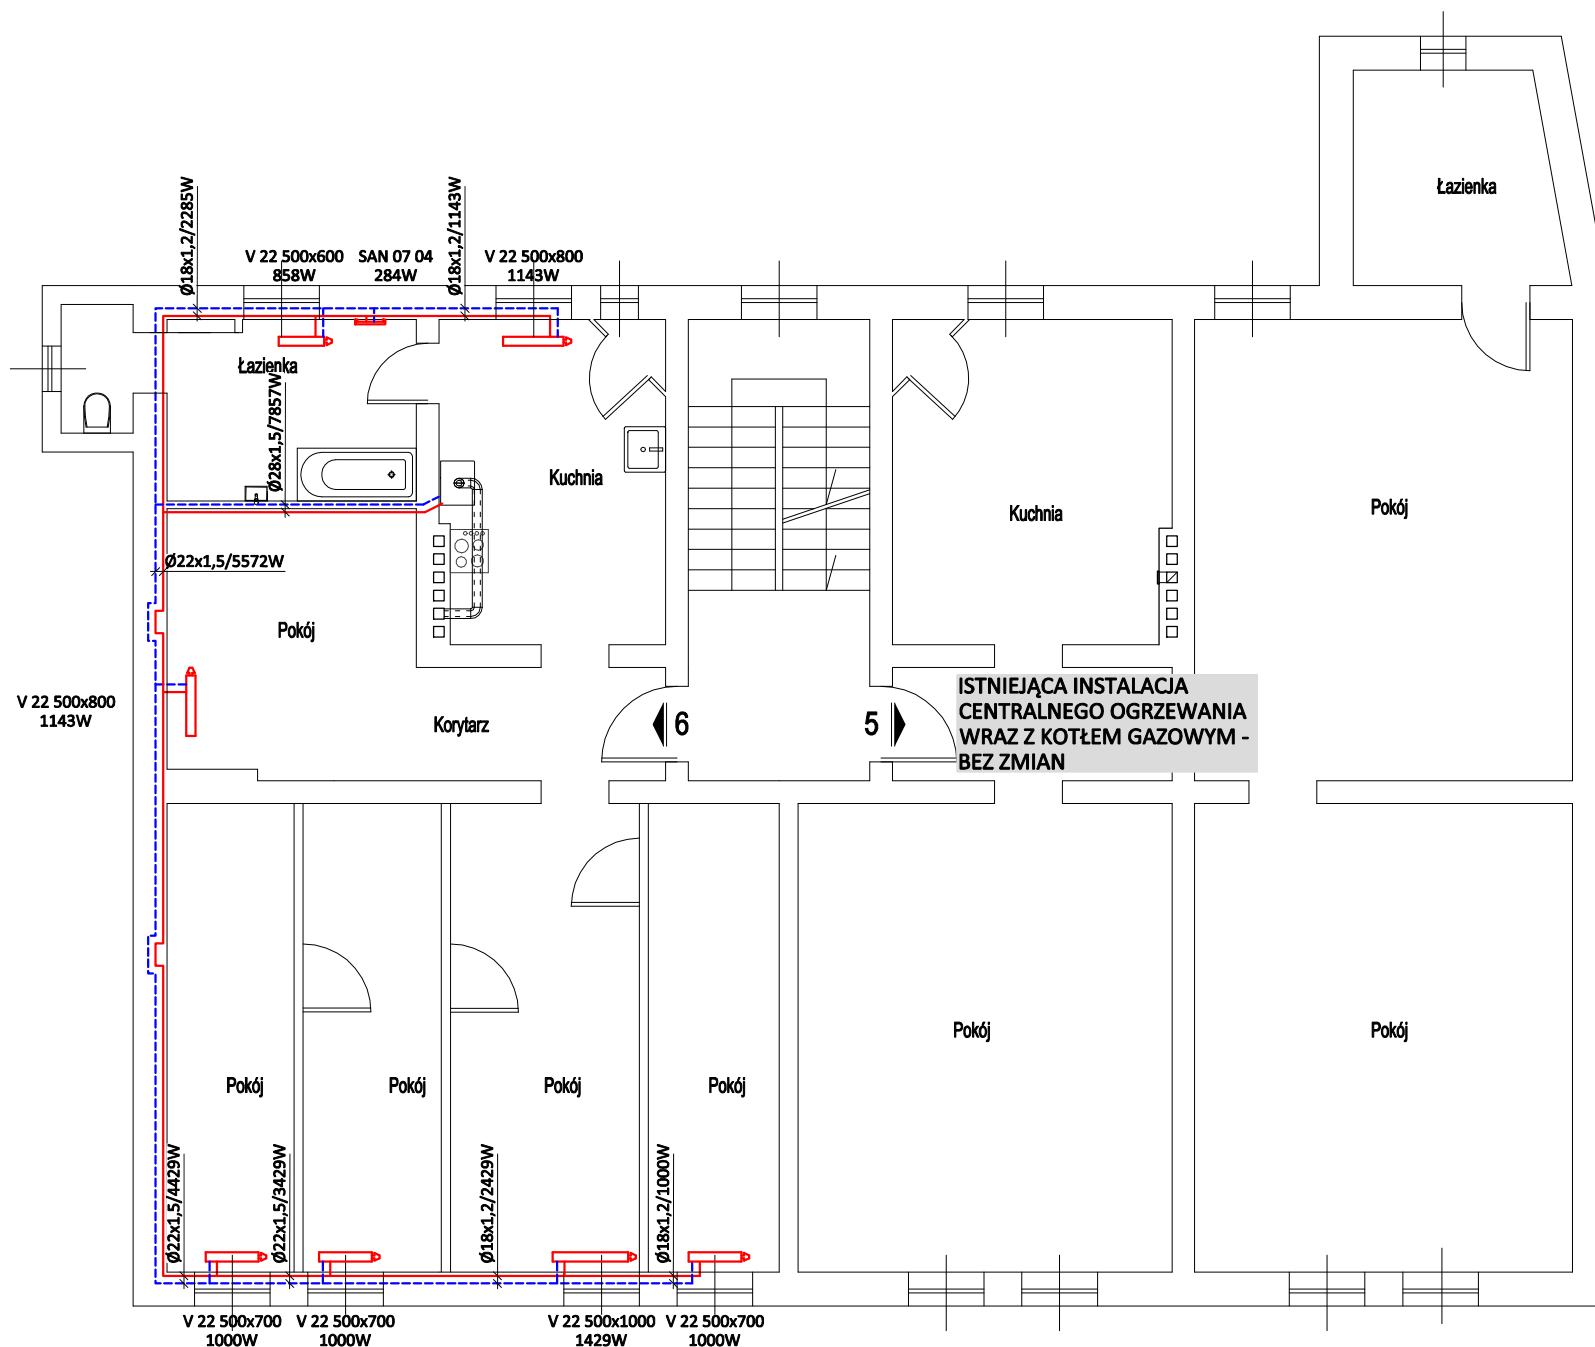 Łazienka
Ø18x1,2/2285W
Ø18x1,2/1143W
V 22 500x600
858W
SAN 07 04
284W
V 22 500x800
1143W
Łazienka
Ø28x1,5/7857W
Kuchnia
Kuchnia
Pokój
Ø22x1,5/5572W
Pokój
V 22 500x800
1143W
Korytarz
6
5
ISTNIEJĄCA INSTALACJA
CENTRALNEGO OGRZEWANIA
WRAZ Z KOTŁEM GAZOWYM -
BEZ ZMIAN
Pokój
Pokój
Pokój
Pokój
Pokój
Pokój
Ø22x1,5/4429W
Ø22x1,5/3429W
Ø18x1,2/2429W
Ø18x1,2/1000W
V 22 500x700
1000W
V 22 500x700
1000W
V 22 500x1000
1429W
V 22 500x700
1000W